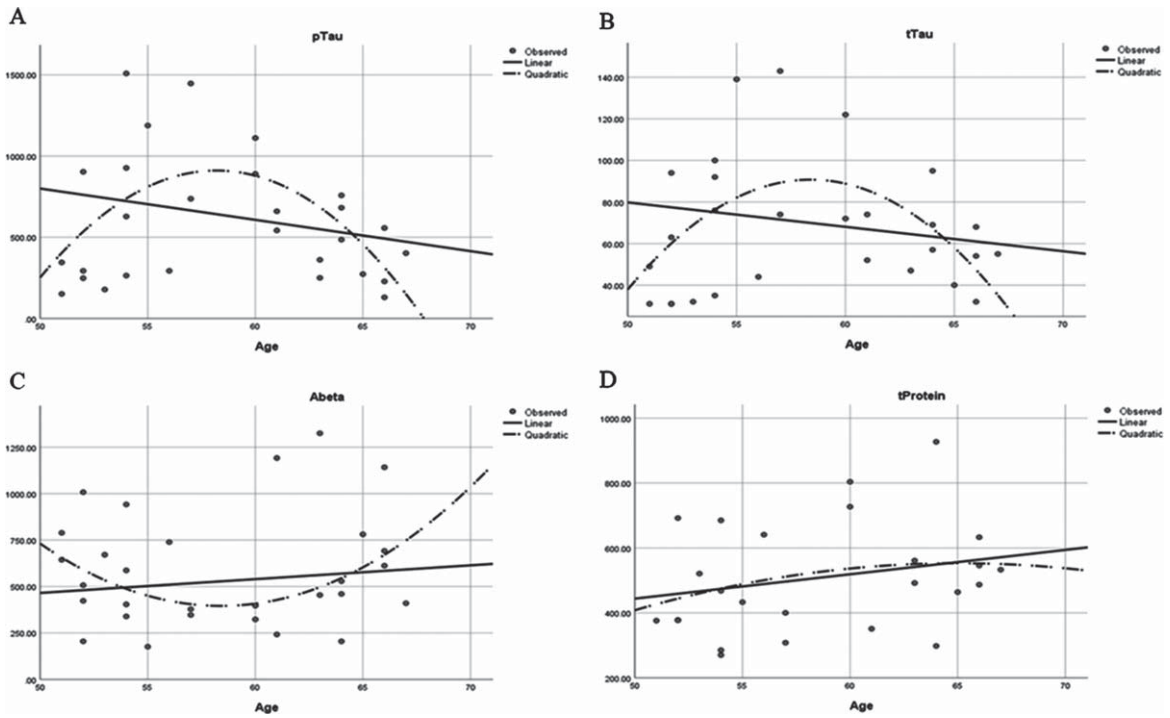 A
pTau
Observed
Linear
Quadratic
1500.00
1000.00
500.00
.00
50 55 60 65 70
Age
B
tTau
Observed
Linear
Quadratic
140.00
120.00
100.00
80.00
60.00
40.00
50 55 60 65 70
Age
C
Abeta
Observed
Linear
Quadratic
1250.00
1000.00
750.00
500.00
250.00
.00
50 55 60 65 70
Age
D
tProtein
Observed
Linear
Quadratic
1000.00
800.00
600.00
400.00
200.00
50 55 60 65 70
Age